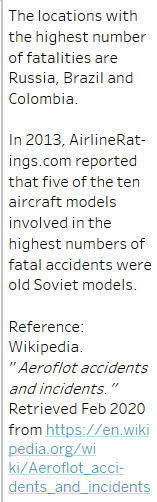 The locations with
the highest number
of fatalities are
Russia, Brazil and
Colombia.

In 2013, AirlineRat-
ings.com reported
that five of the ten
aircraft models
involved in the
highest numbers of
fatal accidents were
old Soviet models.

Reference:
Wikipedia.
" Aeroflot accidents
and incidents."
Retrieved Feb 2020
from https://en.wiki
pedia.org/wi
ki/Aeroflot_acci-
dents_and_incidents